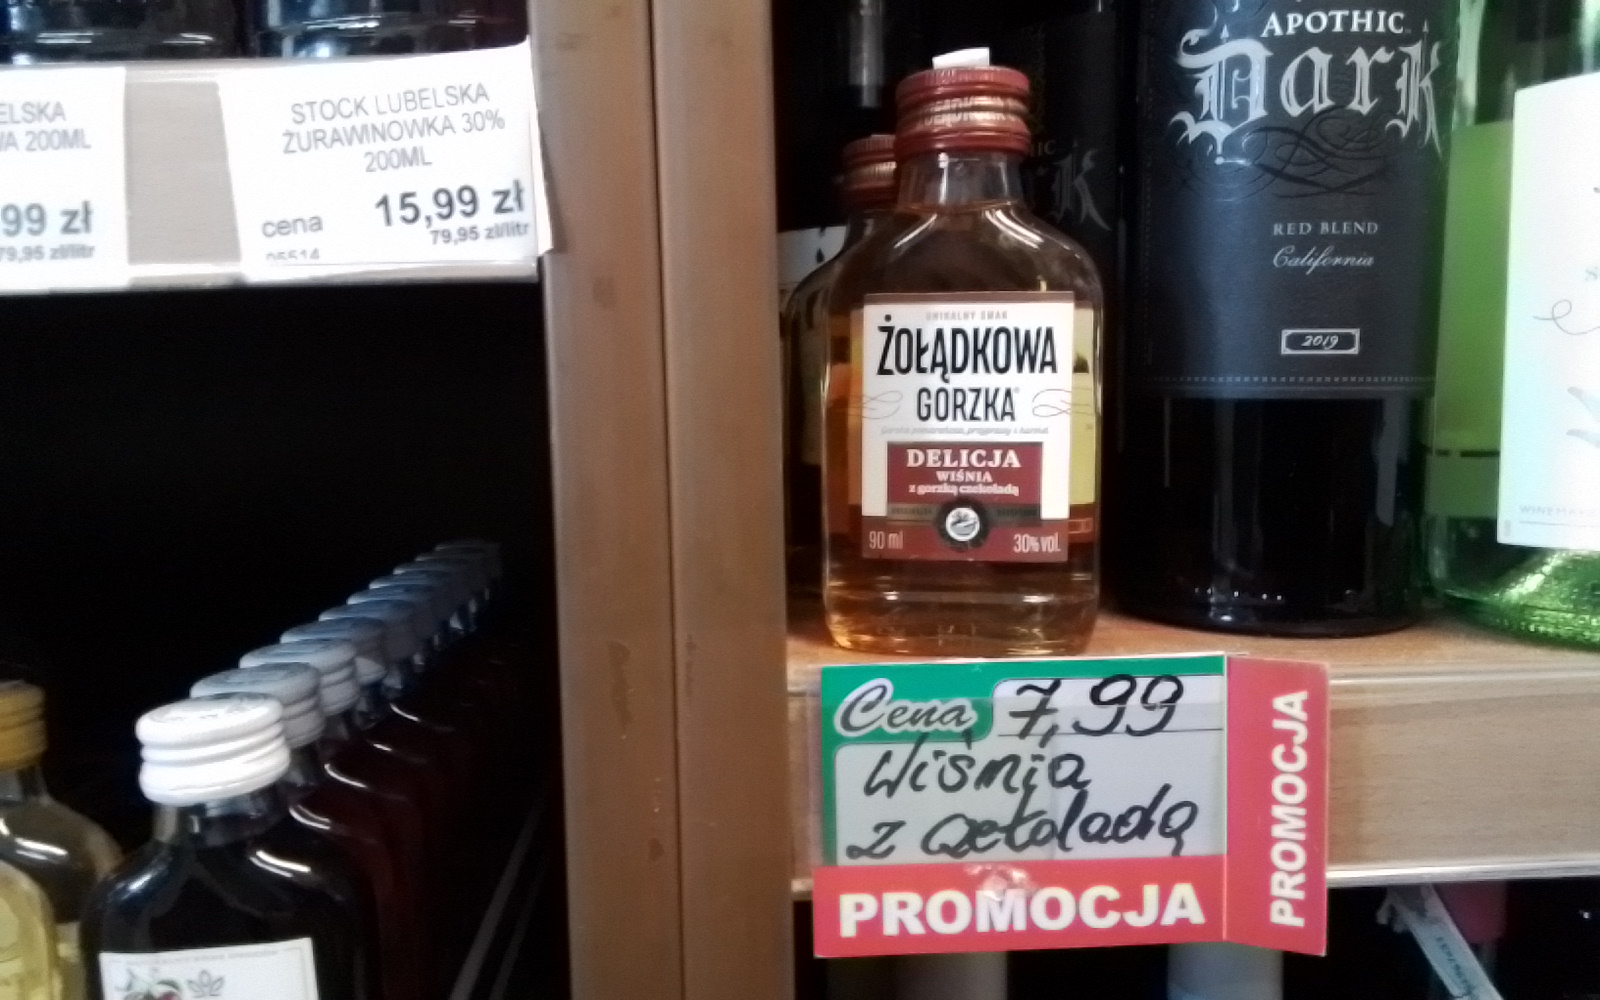 ELSKA
WA 200ML
99 zł
79,95 zł/litr
STOCK LUBELSKA
ŻURAWINOWKA 30%
200ML
cena 15,99 zł
79,95 zł/litr
05514
ŻOŁĄDKOWA
GORZKA
DELICJA
WIŚNIA
z gorzką czekoladą
90 ml 30% vol.
APOTHIC
Dark
RED BLEND
California
2019
Cena 7,99
Wiśnia
z czekoladą
PROMOCJA
PROMOCJA